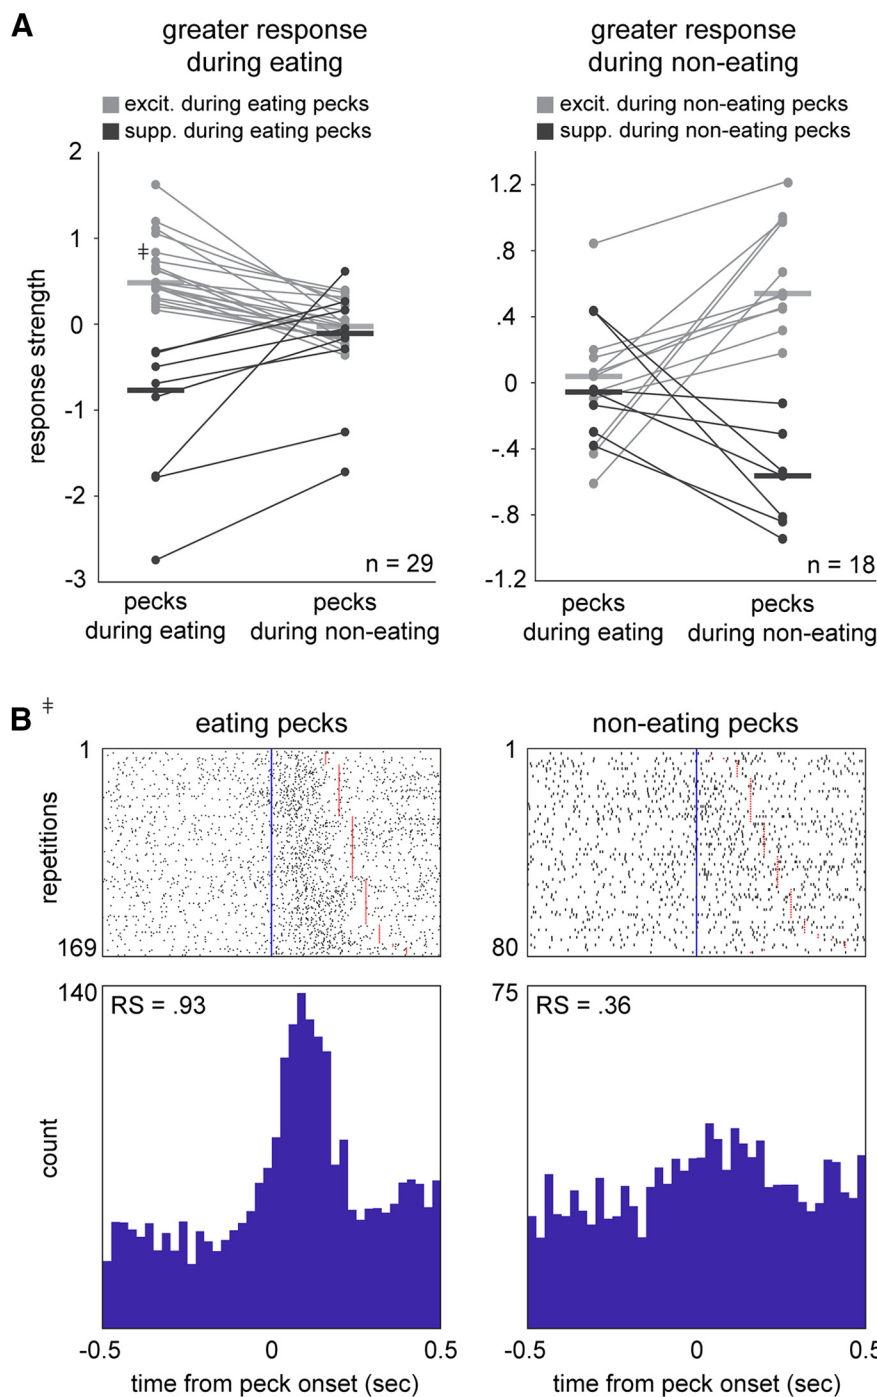 A
greater response
during eating
greater response
during non-eating
excit. during eating pecks
supp. during eating pecks
excit. during non-eating pecks
supp. during non-eating pecks
response strength
2
1
0
-1
-2
-3
‡
n = 29
pecks
during eating
pecks
during non-eating
1.2
.8
.4
0
-.4
-.8
-1.2
n = 18
pecks
during eating
pecks
during non-eating
B ‡
eating pecks
non-eating pecks
repetitions
1
169
1
80
count
140
RS = .93
75
RS = .36
-0.5
0
0.5
-0.5
0
0.5
time from peck onset (sec)
time from peck onset (sec)